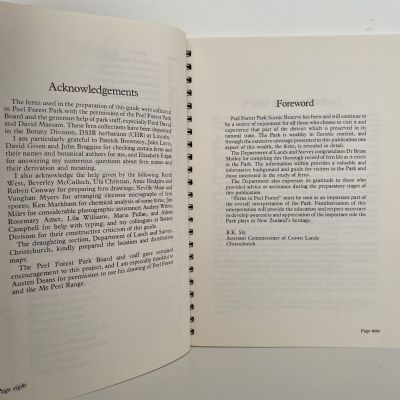 Acknowledgements
The ferns used in the preparation of this guide were collected
in Peel Forest Park with the permission of the Peel Forest Park
Board and the generous help of park staff, especially Fred David
and David Massam. These fern collections have been deposited
in the Botany Division, DSIR herbarium (CHR) at Lincoln.
I am particularly grateful to Patrick Brownsey, John Lovis,
David Given and John Braggins for checking certain ferns and
their names and botanical authors for me, and Elizabeth Edgar
for answering my numerous questions about fern names and
their derivation and meaning.
I also acknowledge the help given by the following: Ken
West, Beverley McCulloch, Tila Christian, Anna Hodgins and
Robyn Conway for preparing fern drawings; Neville Moar and
Vaughan Myers for arranging electron micrographs of fern
spores; Ken Markham for chemical analysis of some ferns; Jim
Miles for considerable photographic assistance; Audrey White,
Rosemary Astner, Lila Williams, Marie Pollar, and Alison
Campbell for help with typing, and my colleagues at Botany
Division for their constructive criticism of this guide.
The draughting section, Department of Lands and Survey,
Christchurch, kindly prepared the location and distribution
maps.
The Peel Forest Park Board and staff gave sustained
encouragement to this project, and I am especially thankful to
Austen Deans for permission to use his drawing of Peel Forest
and the Mt Peel Range.
Page eight
Foreword
Peel Forest Park Scenic Reserve has been and will continue to
be a source of enjoyment for all those who choose to visit it and
experience that part of the district which is preserved in its
natural state. The Park is wealthy in floristic content, and
through the extensive coverage presented in this publication one
aspect of this wealth, the ferns, is revealed in detail.
The Department of Lands and Survey congratulates Dr Brian
Molloy for compiling this thorough record of fern life as it exists
in the Park. The information within provides a valuable and
informative background and guide for visitors to the Park and
those interested in the study of ferns.
The Department also expresses its gratitude to those who
provided advice or assistance during the preparatory stages of
this publication.
"Ferns in Peel Forest" must be seen as an important part of
the overall interpretation of the Park. Familiarisation of this
interpretation will provide the education and respect necessary
to develop awareness and appreciation of the important role the
Park plays in New Zealand's heritage.
B.K. Sly
Assistant Commissioner of Crown Lands
Christchurch
Page nine